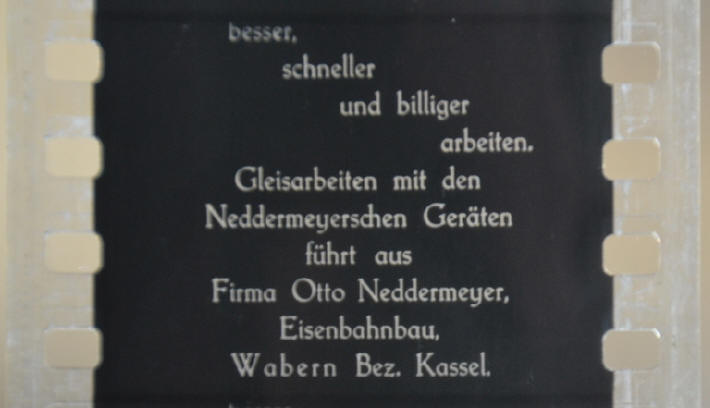 besser,
schneller
und billiger
arbeiten.
Gleisarbeiten mit den
Neddermeyerschen Geräten
führt aus
Firma Otto Neddermeyer,
Eisenbahnbau,
Wabern Bez. Kassel.